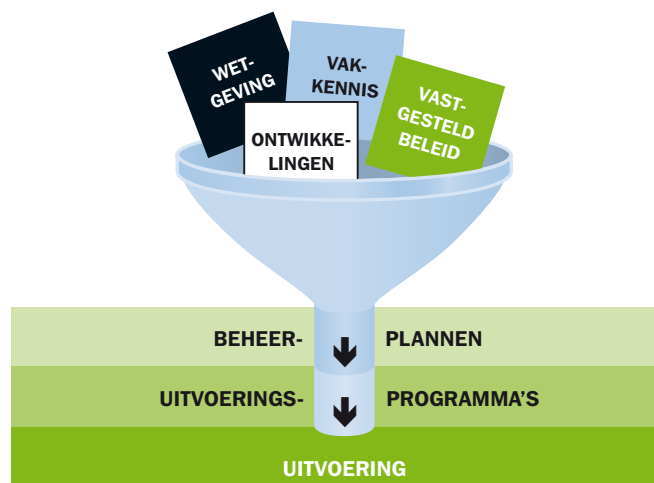 WET-
GEVING
VAK-
KENNIS
VAST-
GESTELD
BELEID
ONTWIKKE-
LINGEN
BEHEER- PLANNEN
UITVOERINGS- PROGRAMMA'S
UITVOERING